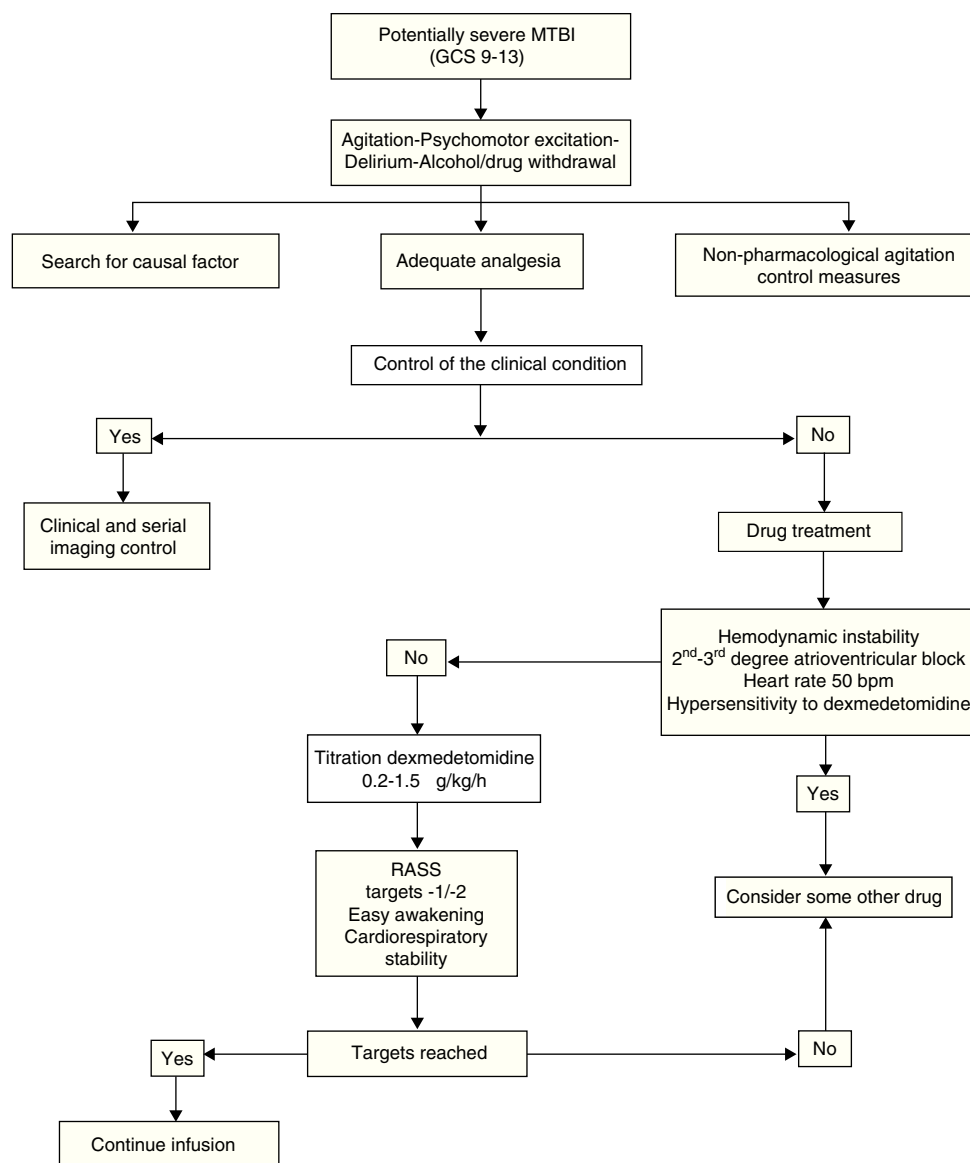 Potentially severe MTBI
(GCS 9-13)
Agitation-Psychomotor excitation-
Delirium-Alcohol/drug withdrawal
Search for causal factor
Adequate analgesia
Non-pharmacological agitation
control measures
Control of the clinical condition
Yes
No
Clinical and serial
imaging control
Drug treatment
Hemodynamic instability
2nd-3rd degree atrioventricular block
Heart rate 50 bpm
Hypersensitivity to dexmedetomidine
No
Titration dexmedetomidine
0.2-1.5 g/kg/h
Yes
RASS
targets -1/-2
Easy awakening
Cardiorespiratory
stability
Consider some other drug
Targets reached
Yes
No
Continue infusion